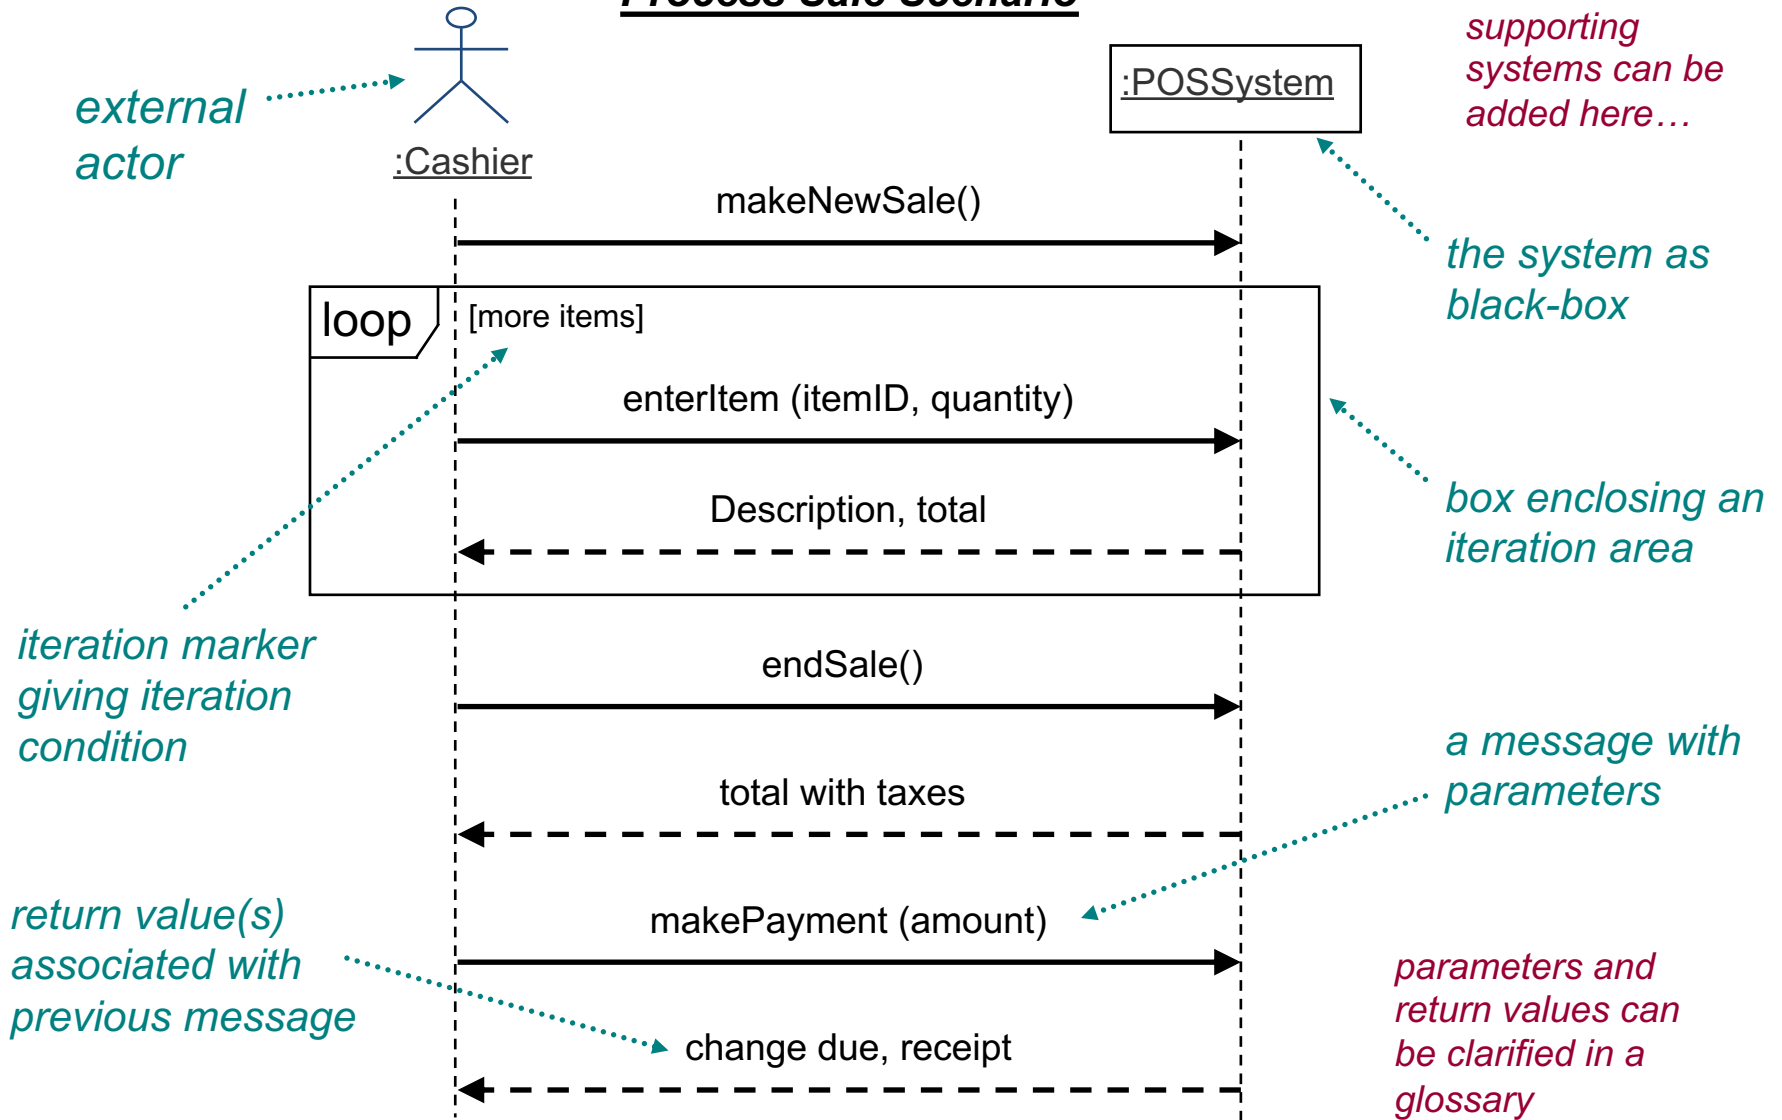 Process Sale Scenario
supporting
systems can be
added here…
:POSSystem
external
actor
:Cashier
makeNewSale()
the system as
black-box
loop
[more items]
enterItem (itemID, quantity)
Description, total
box enclosing an
iteration area
iteration marker
giving iteration
condition
endSale()
a message with
parameters
total with taxes
return value(s)
associated with
previous message
makePayment (amount)
parameters and
return values can
be clarified in a
glossary
change due, receipt